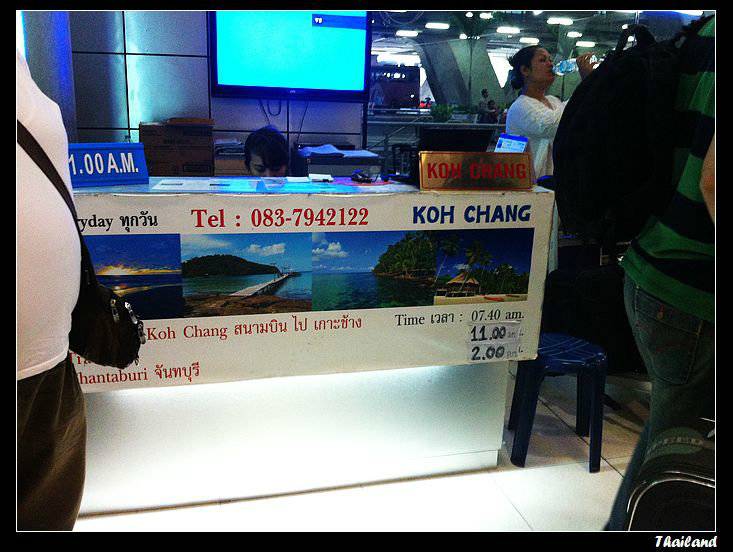 1.00 A.M.
KOH CHANG
yday ทุกวัน Tel : 083-7942122 KOH CHANG
Koh Chang สนามบิน ไป เกาะช้าง
Time เวลา : 07.40 am.
11.00
2.00
hantaburi จันทบุรี
Thailand